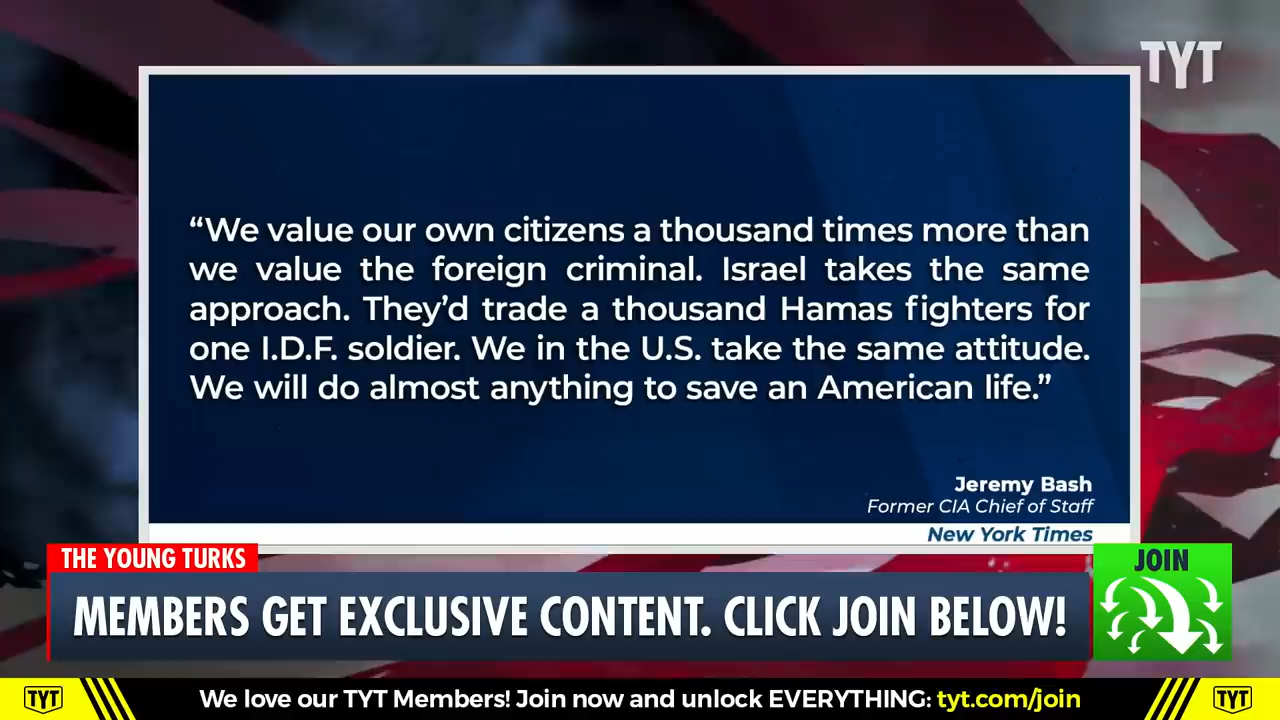 TYT
“We value our own citizens a thousand times more than
we value the foreign criminal. Israel takes the same
approach. They’d trade a thousand Hamas fighters for
one I.D.F. soldier. We in the U.S. take the same attitude.
We will do almost anything to save an American life.”
Jeremy Bash
Former CIA Chief of Staff
New York Times
THE YOUNG TURKS
MEMBERS GET EXCLUSIVE CONTENT. CLICK JOIN BELOW!
JOIN
TYT
We love our TYT Members! Join now and unlock EVERYTHING: tyt.com/join
TYT